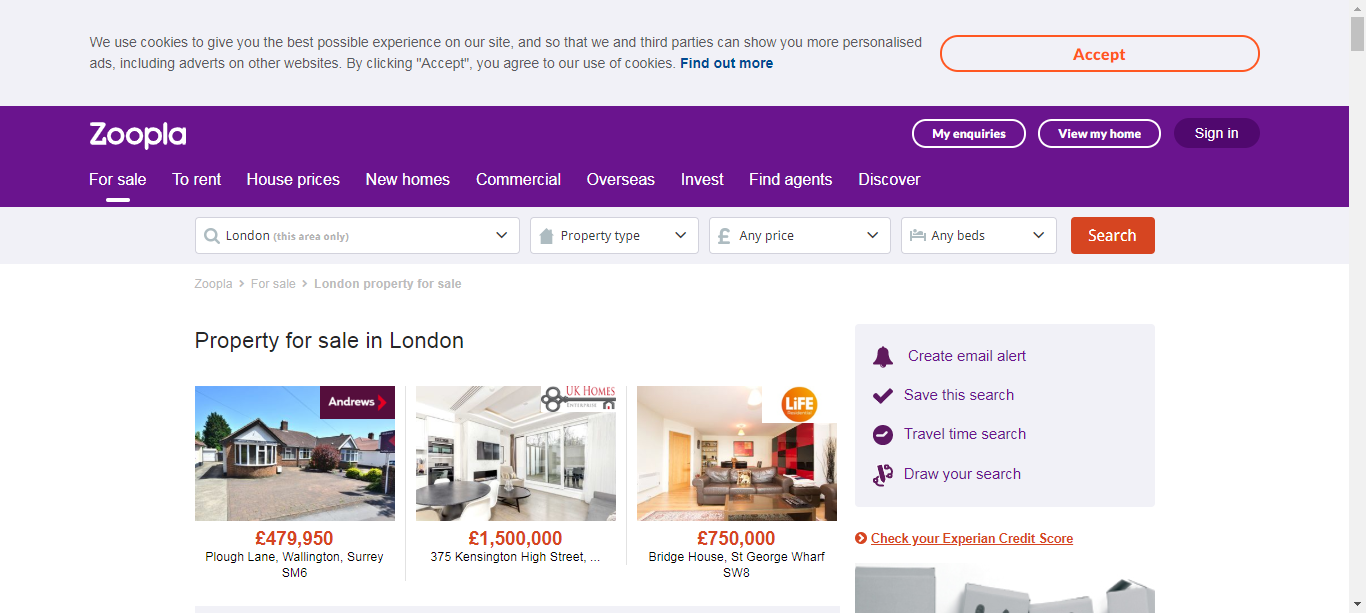 We use cookies to give you the best possible experience on our site, and so that we and third parties can show you more personalised
ads, including adverts on other websites. By clicking "Accept", you agree to our use of cookies. Find out more
Accept
Zoopla
My enquiries
View my home
Sign in
For sale
To rent
House prices
New homes
Commercial
Overseas
Invest
Find agents
Discover
London (this area only)
Property type
£ Any price
Any beds
Search
Zoopla > For sale > London property for sale
Property for sale in London
Andrews
UK HOMES
ENTERPRISE
LiFE
Residential
£479,950
Plough Lane, Wallington, Surrey
SM6
£1,500,000
375 Kensington High Street, ...
£750,000
Bridge House, St George Wharf
SW8
Create email alert
Save this search
Travel time search
Draw your search
Check your Experian Credit Score